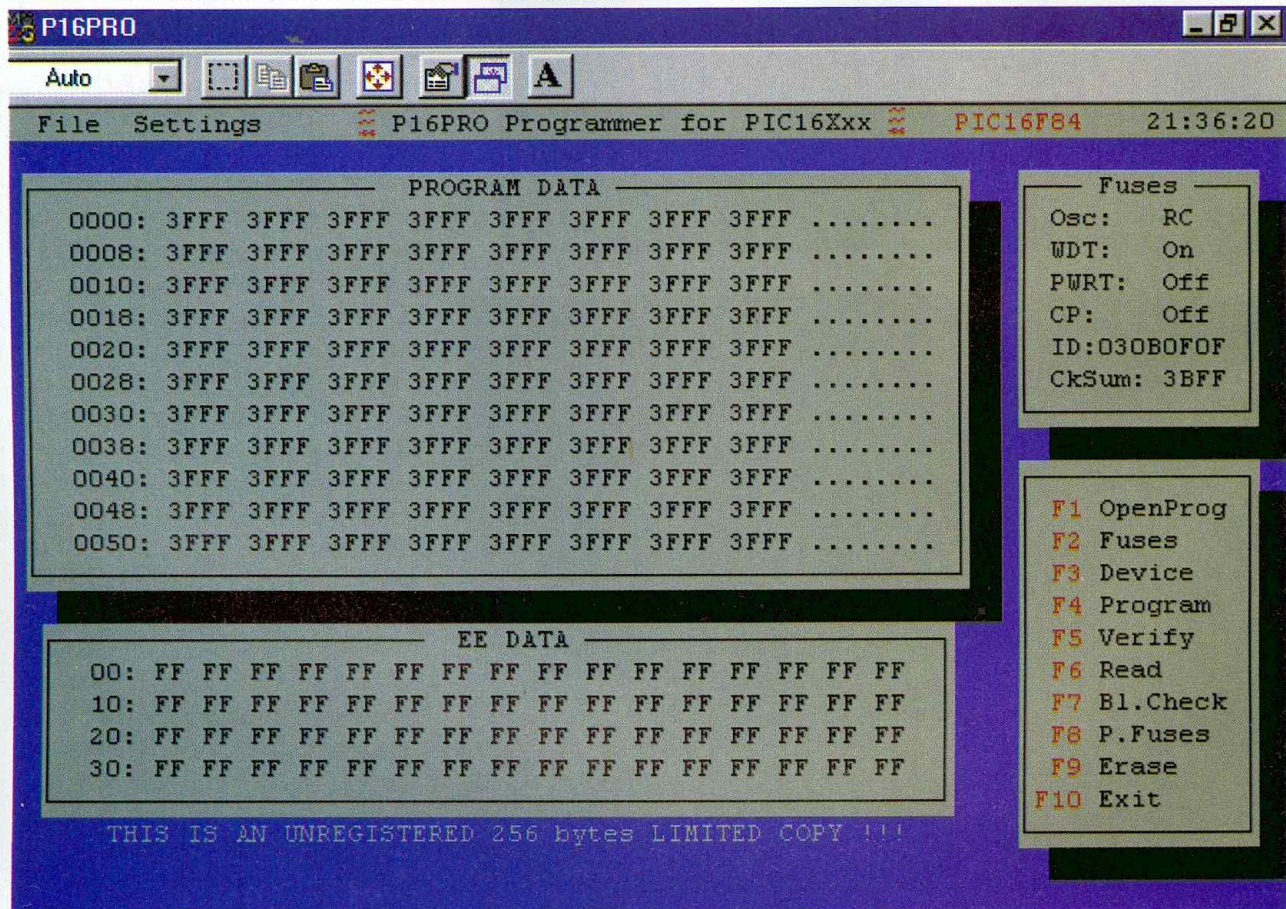 P16PRO
Auto
A
File Settings P16PRO Programmer for PIC16Xxx PIC16F84 21:36:20
PROGRAM DATA
0000: 3FFF 3FFF 3FFF 3FFF 3FFF 3FFF 3FFF 3FFF ........
0008: 3FFF 3FFF 3FFF 3FFF 3FFF 3FFF 3FFF 3FFF ........
0010: 3FFF 3FFF 3FFF 3FFF 3FFF 3FFF 3FFF 3FFF ........
0018: 3FFF 3FFF 3FFF 3FFF 3FFF 3FFF 3FFF 3FFF ........
0020: 3FFF 3FFF 3FFF 3FFF 3FFF 3FFF 3FFF 3FFF ........
0028: 3FFF 3FFF 3FFF 3FFF 3FFF 3FFF 3FFF 3FFF ........
0030: 3FFF 3FFF 3FFF 3FFF 3FFF 3FFF 3FFF 3FFF ........
0038: 3FFF 3FFF 3FFF 3FFF 3FFF 3FFF 3FFF 3FFF ........
0040: 3FFF 3FFF 3FFF 3FFF 3FFF 3FFF 3FFF 3FFF ........
0048: 3FFF 3FFF 3FFF 3FFF 3FFF 3FFF 3FFF 3FFF ........
0050: 3FFF 3FFF 3FFF 3FFF 3FFF 3FFF 3FFF 3FFF ........
EE DATA
00: FF FF FF FF FF FF FF FF FF FF FF FF FF FF FF FF
10: FF FF FF FF FF FF FF FF FF FF FF FF FF FF FF FF
20: FF FF FF FF FF FF FF FF FF FF FF FF FF FF FF FF
30: FF FF FF FF FF FF FF FF FF FF FF FF FF FF FF FF
THIS IS AN UNREGISTERED 256 bytes LIMITED COPY !!!
Fuses
Osc: RC
WDT: On
PWRT: Off
CP: Off
ID:030B0F0F
CkSum: 3BFF
F1 OpenProg
F2 Fuses
F3 Device
F4 Program
F5 Verify
F6 Read
F7 Bl.Check
F8 P.Fuses
F9 Erase
F10 Exit